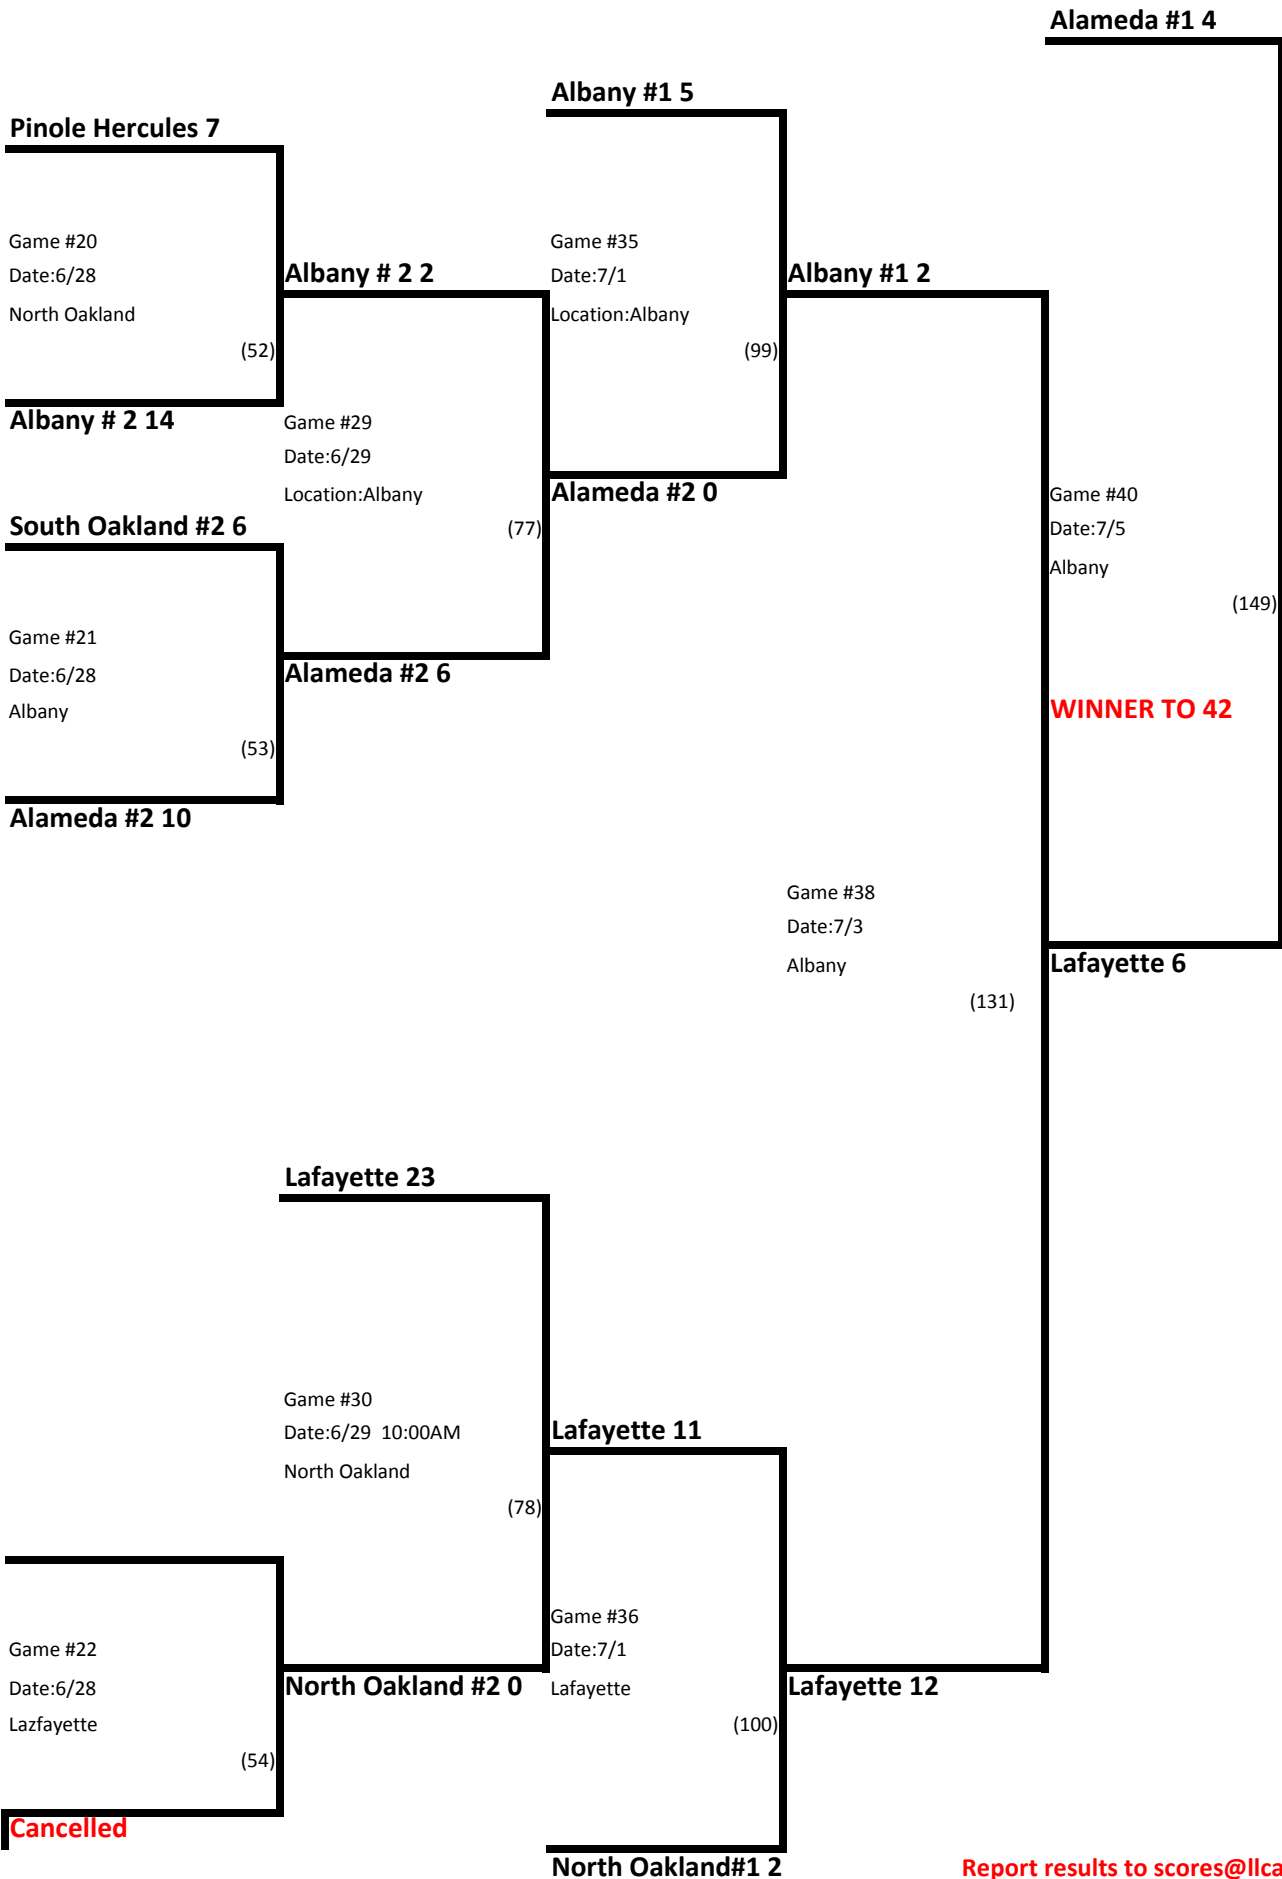 Alameda #1 4
Albany #1 5
Pinole Hercules 7
Game #20
Date:6/28
North Oakland
(52)
Albany # 2 14
Albany # 2 2
Game #35
Date:7/1
Location:Albany
(99)
Albany #1 2
Game #29
Date:6/29
Location:Albany
(77)
Alameda #2 0
South Oakland #2 6
Game #21
Date:6/28
Albany
(53)
Alameda #2 10
Alameda #2 6
Game #40
Date:7/5
Albany
(149)
WINNER TO 42
Game #38
Date:7/3
Albany
(131)
Lafayette 6
Lafayette 23
Game #30
Date:6/29 10:00AM
North Oakland
(78)
Lafayette 11
Game #22
Date:6/28
Lazfayette
(54)
Cancelled
North Oakland #2 0
Game #36
Date:7/1
Lafayette
(100)
Lafayette 12
North Oakland#1 2
Report results to scores@llca